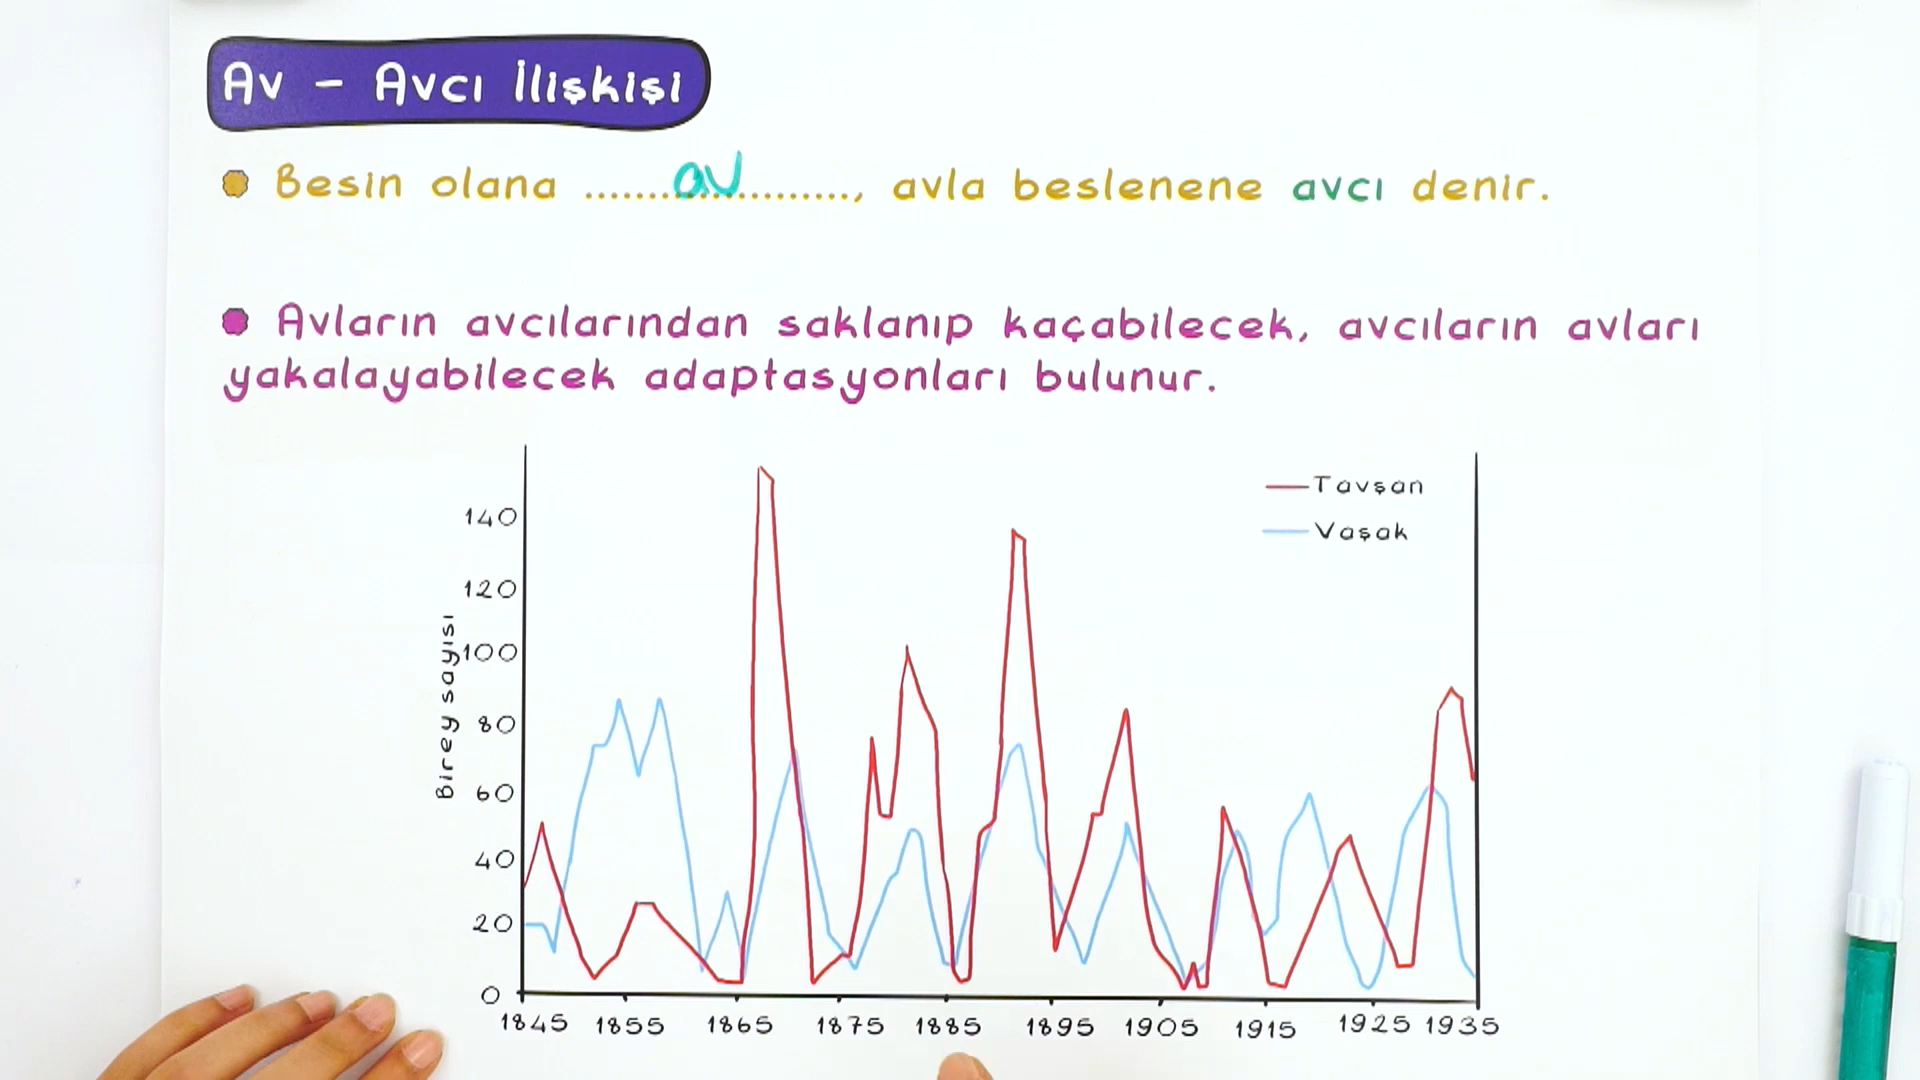 Av - Avcı İlişkisi
Besin olana .......av.........., avla beslenene avcı denir.
Avların avcılarından saklanıp kaçabilecek, avcıların avları
yakalayabilecek adaptasyonları bulunur.
Tavşan
Vaşak
Birey sayısı
140
120
100
80
60
40
20
0
1845 1855 1865 1875 1885 1895 1905 1915 1925 1935